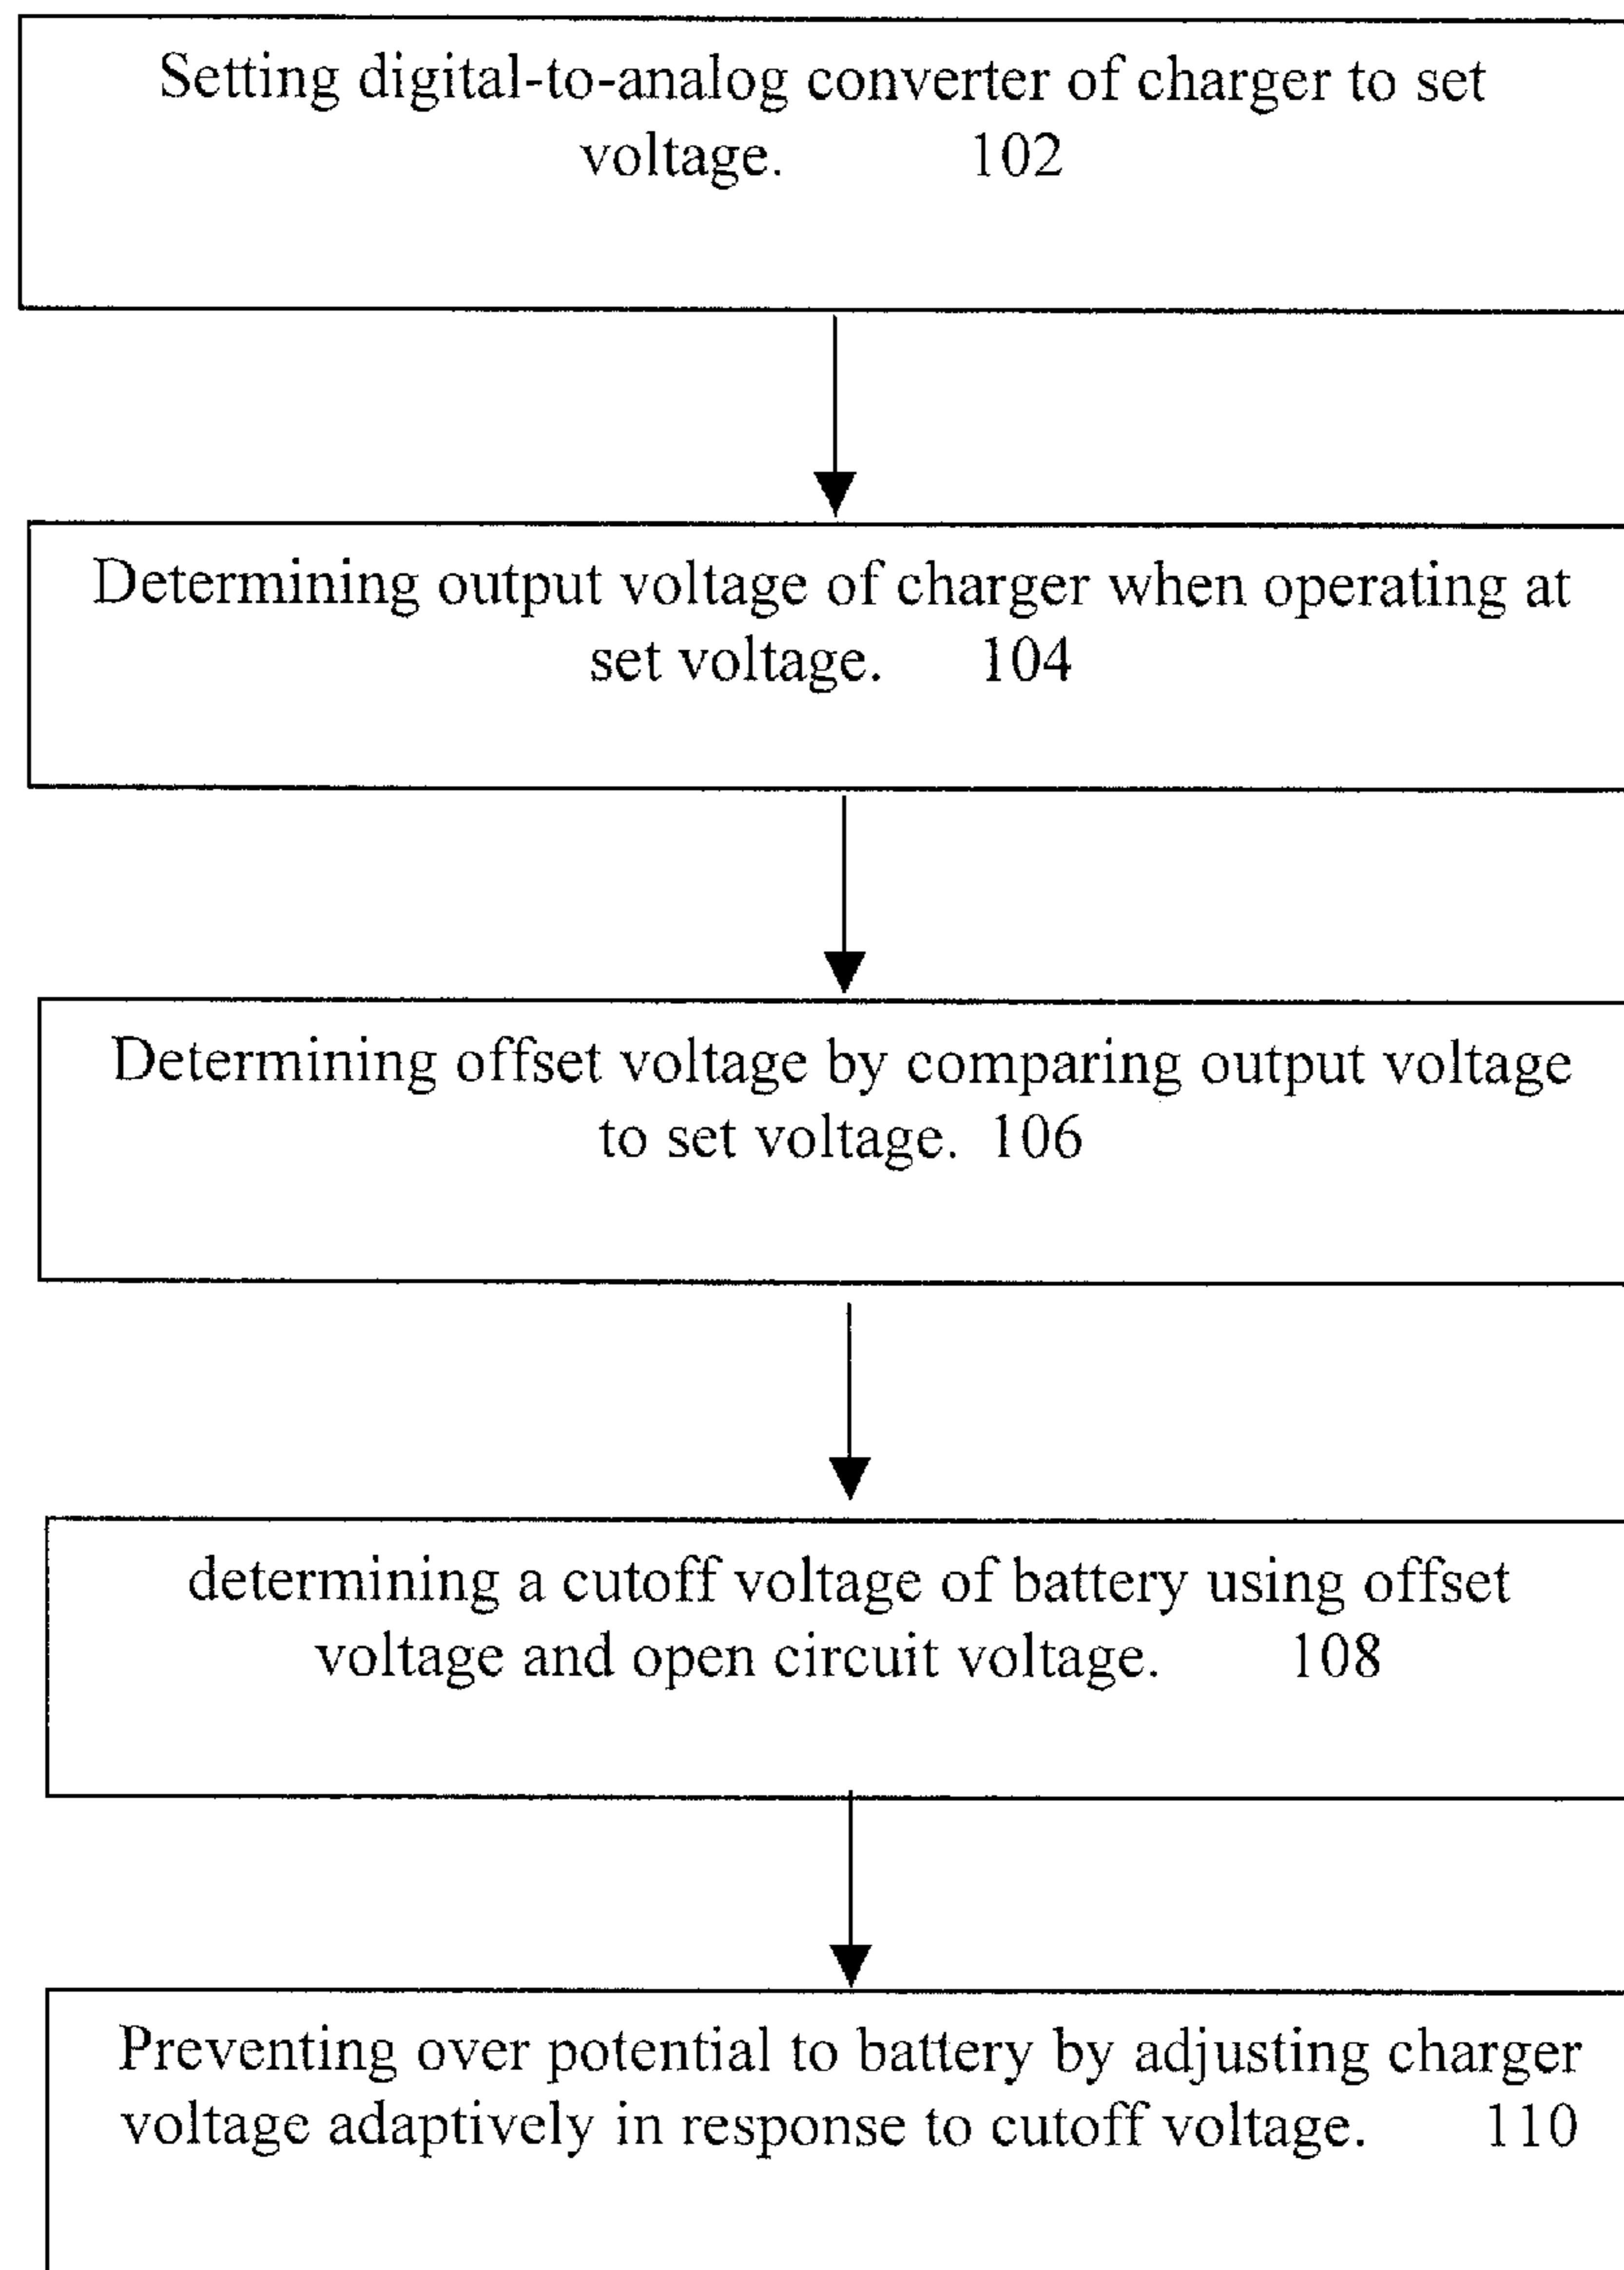 Setting digital-to-analog converter of charger to set
voltage. 102
Determining output voltage of charger when operating at
set voltage. 104
Determining offset voltage by comparing output voltage
to set voltage. 106
determining a cutoff voltage of battery using offset
voltage and open circuit voltage. 108
Preventing over potential to battery by adjusting charger
voltage adaptively in response to cutoff voltage. 110